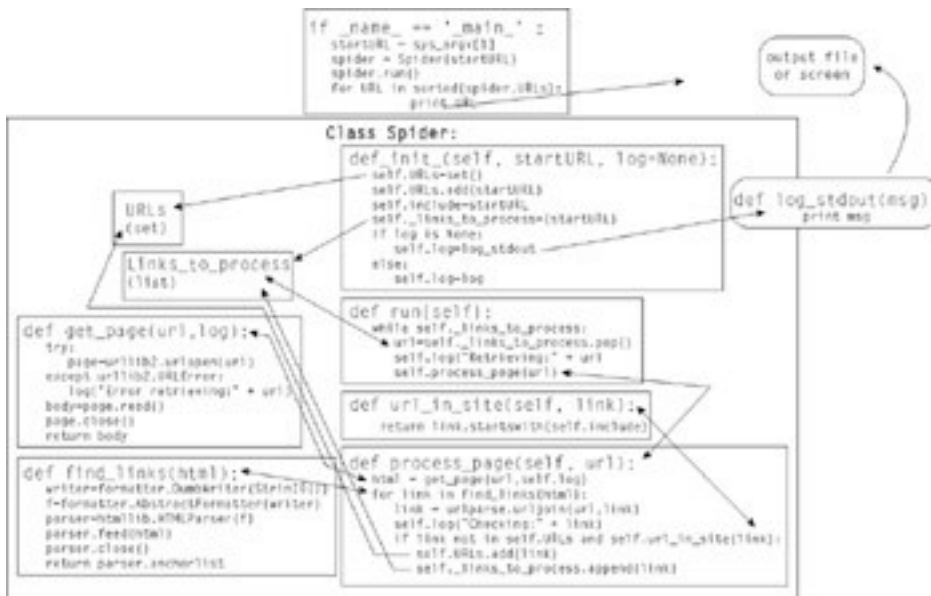 if _name_ == '_main_' :
startURL = sys_argv[1]
spider = Spider(startURL)
spider.run()
for URL in sorted(spider.URLs):
print URL
output file
or screen
Class Spider:
def_init_(self, startURL, log=None):
self.URLs=set()
self.URLs.add(startURL)
self.include=startURL
self._links_to_process=(startURL)
if log is None:
self.log=log_stdout
else:
self.log=log
def log_stdout(msg)
print msg
URLs
(set)
Links_to_process
(list)
def run(self):
while self._links_to_process:
url=self._links_to_process.pop()
self.log("Retrieving:" + url
self.process_page(url)
def get_page(url,log):
try:
page=urllib2.urlopen(url)
except urllib2.URLError:
log("Error retrieving:" + url)
body=page.read()
page.close()
return body
def url_in_site(self, link):
return link.startswith(self.include)
def find_links(html):
writer=formatter.DumbWriter(StrinIO())
f=formatter.AbstractFormatter(writer)
parser=htmllib.HTMLParser(f)
parser.feed(html)
parser.close()
return parser.anchorlist
def process_page(self, url):
html = get_page(url,self.log)
for link in find_links(html):
link = urlparse.urljoin(url,link)
self.log("Checking:" + link)
if link not in self.URLs and self.url_in_site(link):
self.URLs.add(link)
self._links_to_process.append(link)